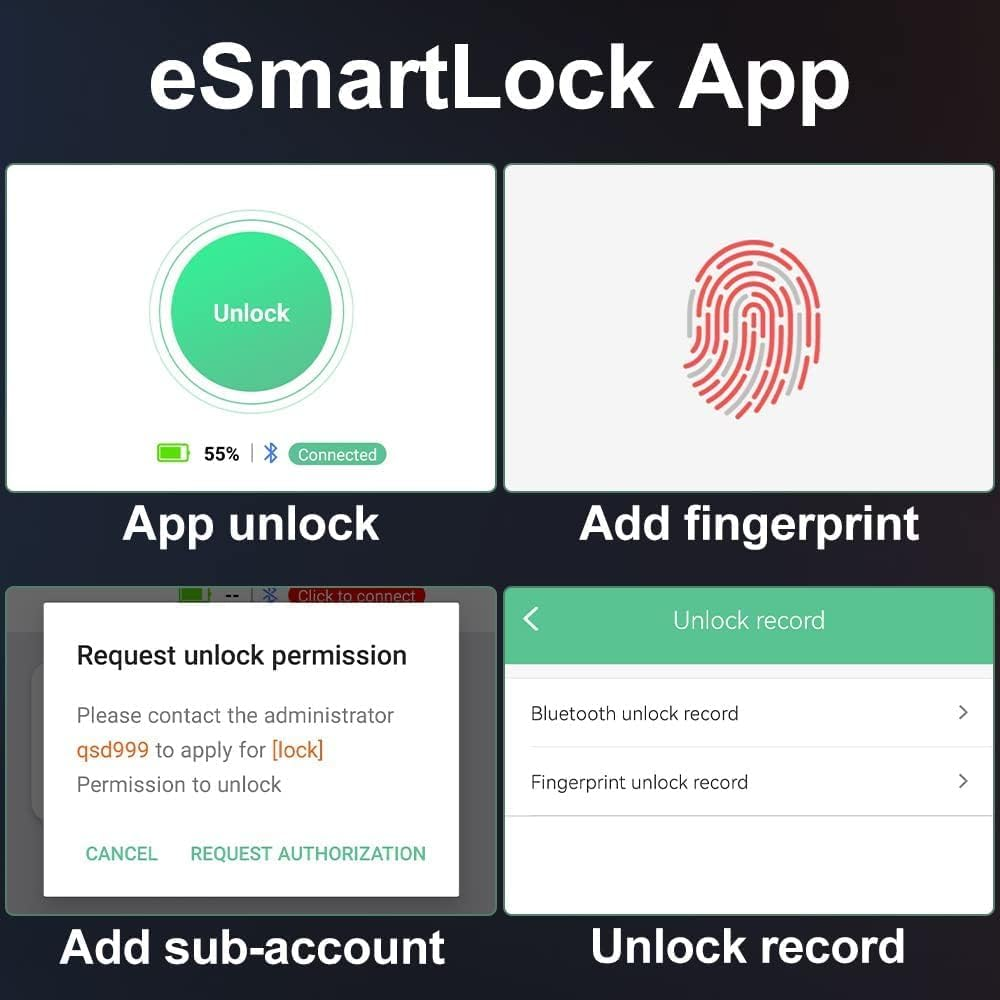 eSmartLock App
Unlock
55%
Connected
App unlock
Add fingerprint
--
Click to connect
Request unlock permission
Please contact the administrator
qsd999 to apply for [lock]
Permission to unlock
CANCEL
REQUEST AUTHORIZATION
Add sub-account
Unlock record
Bluetooth unlock record
Fingerprint unlock record
Unlock record